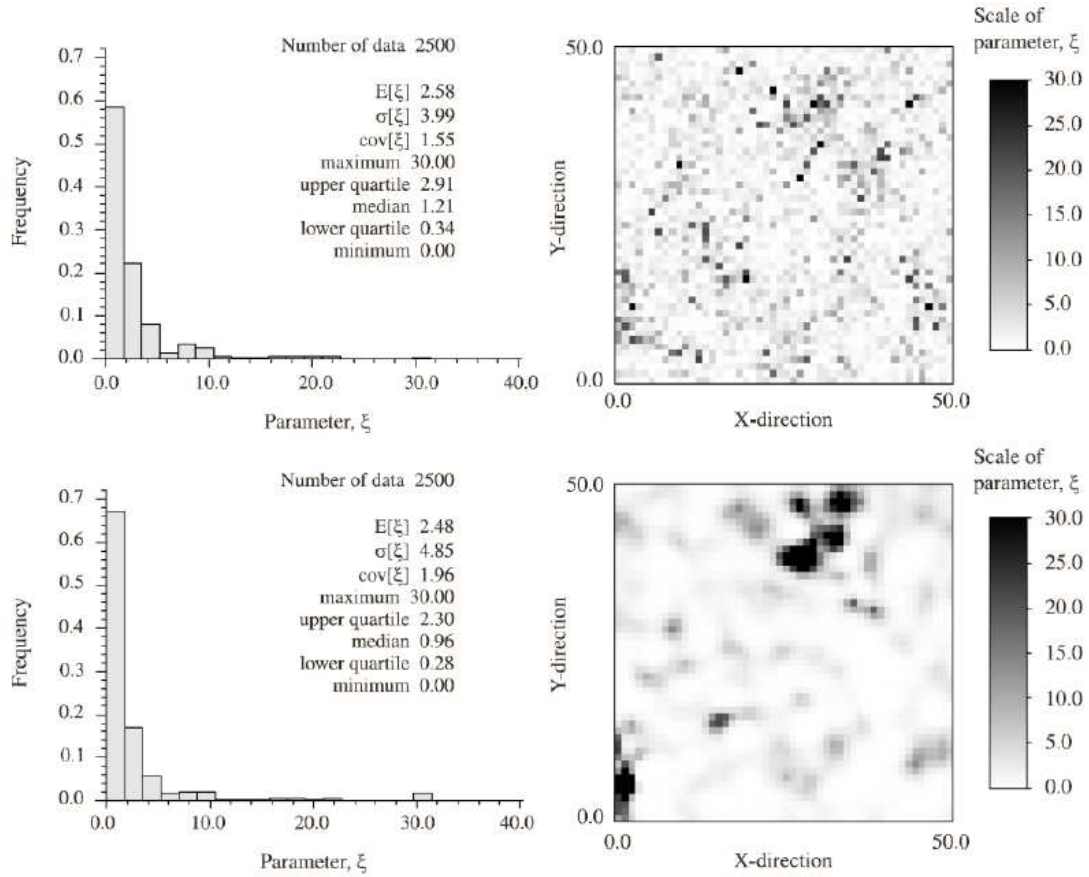 Number of data 2500
E[ξ] 2.58
σ[ξ] 3.99
cov[ξ] 1.55
maximum 30.00
upper quartile 2.91
median 1.21
lower quartile 0.34
minimum 0.00
Frequency
0.7
0.6
0.5
0.4
0.3
0.2
0.1
0.0
0.0 10.0 20.0 30.0 40.0
Parameter, ξ
50.0
Y-direction
0.0
0.0 50.0
X-direction
Scale of
parameter, ξ
30.0
25.0
20.0
15.0
10.0
5.0
0.0
Number of data 2500
E[ξ] 2.48
σ[ξ] 4.85
cov[ξ] 1.96
maximum 30.00
upper quartile 2.30
median 0.96
lower quartile 0.28
minimum 0.00
Frequency
0.7
0.6
0.5
0.4
0.3
0.2
0.1
0.0
0.0 10.0 20.0 30.0 40.0
Parameter, ξ
50.0
Y-direction
0.0
0.0 50.0
X-direction
Scale of
parameter, ξ
30.0
25.0
20.0
15.0
10.0
5.0
0.0